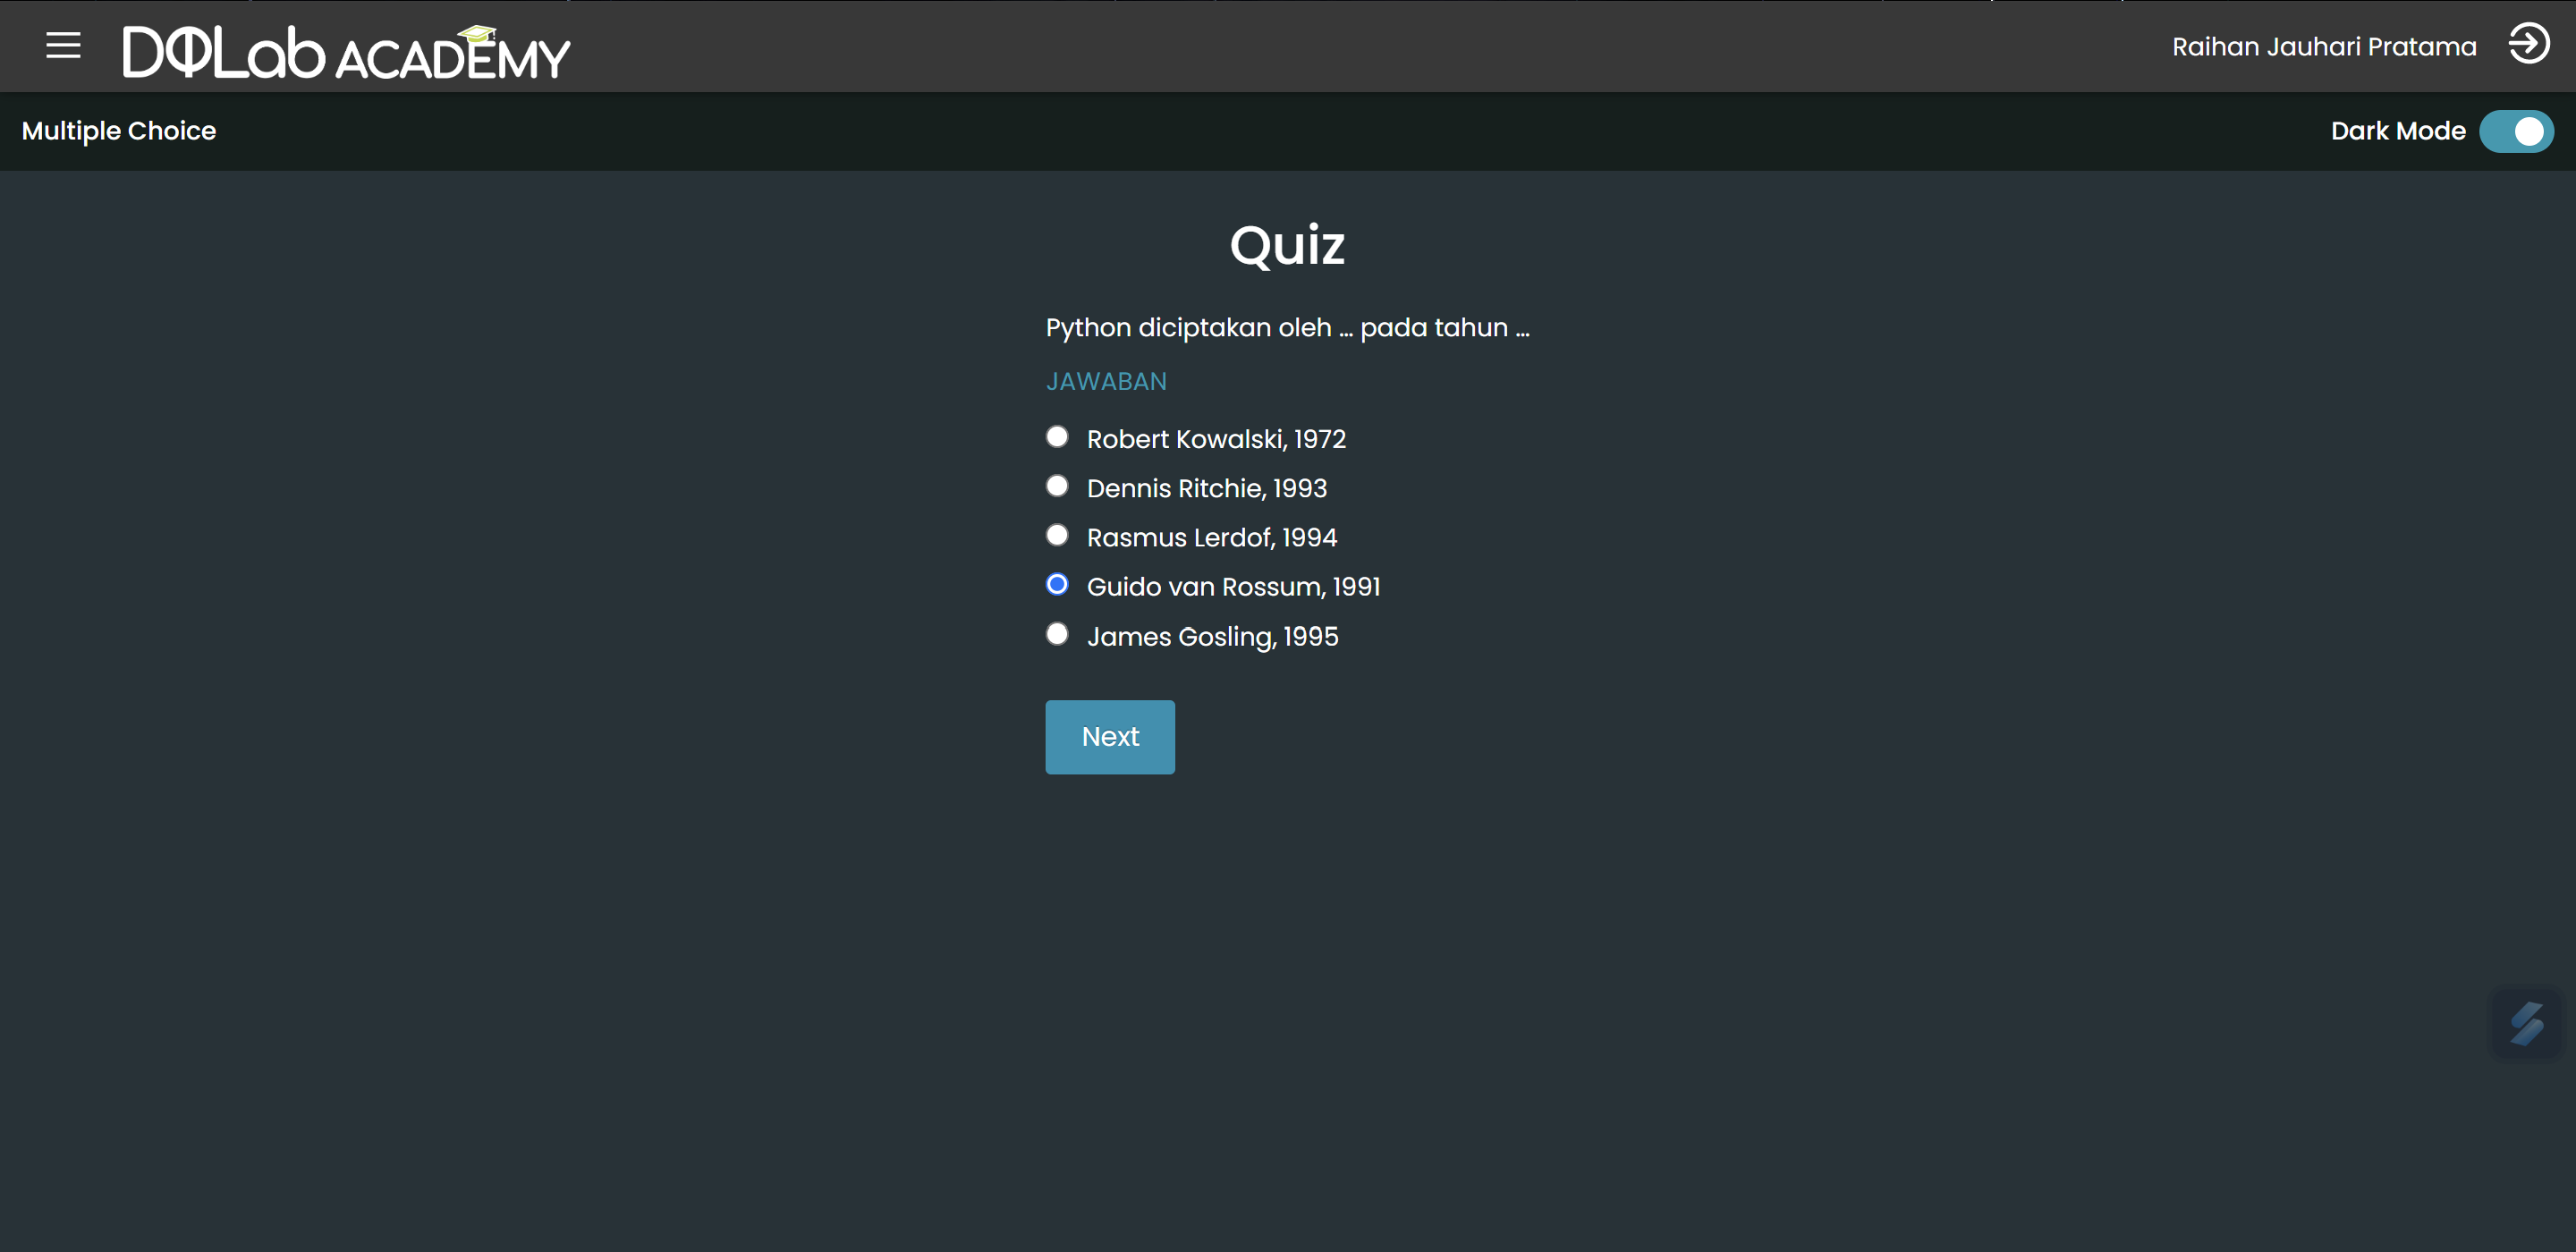 DQLab ACADEMY
Raihan Jauhari Pratama
Multiple Choice
Dark Mode
Quiz
Python diciptakan oleh ... pada tahun ...
JAWABAN
Robert Kowalski, 1972
Dennis Ritchie, 1993
Rasmus Lerdof, 1994
Guido van Rossum, 1991
James Gosling, 1995
Next